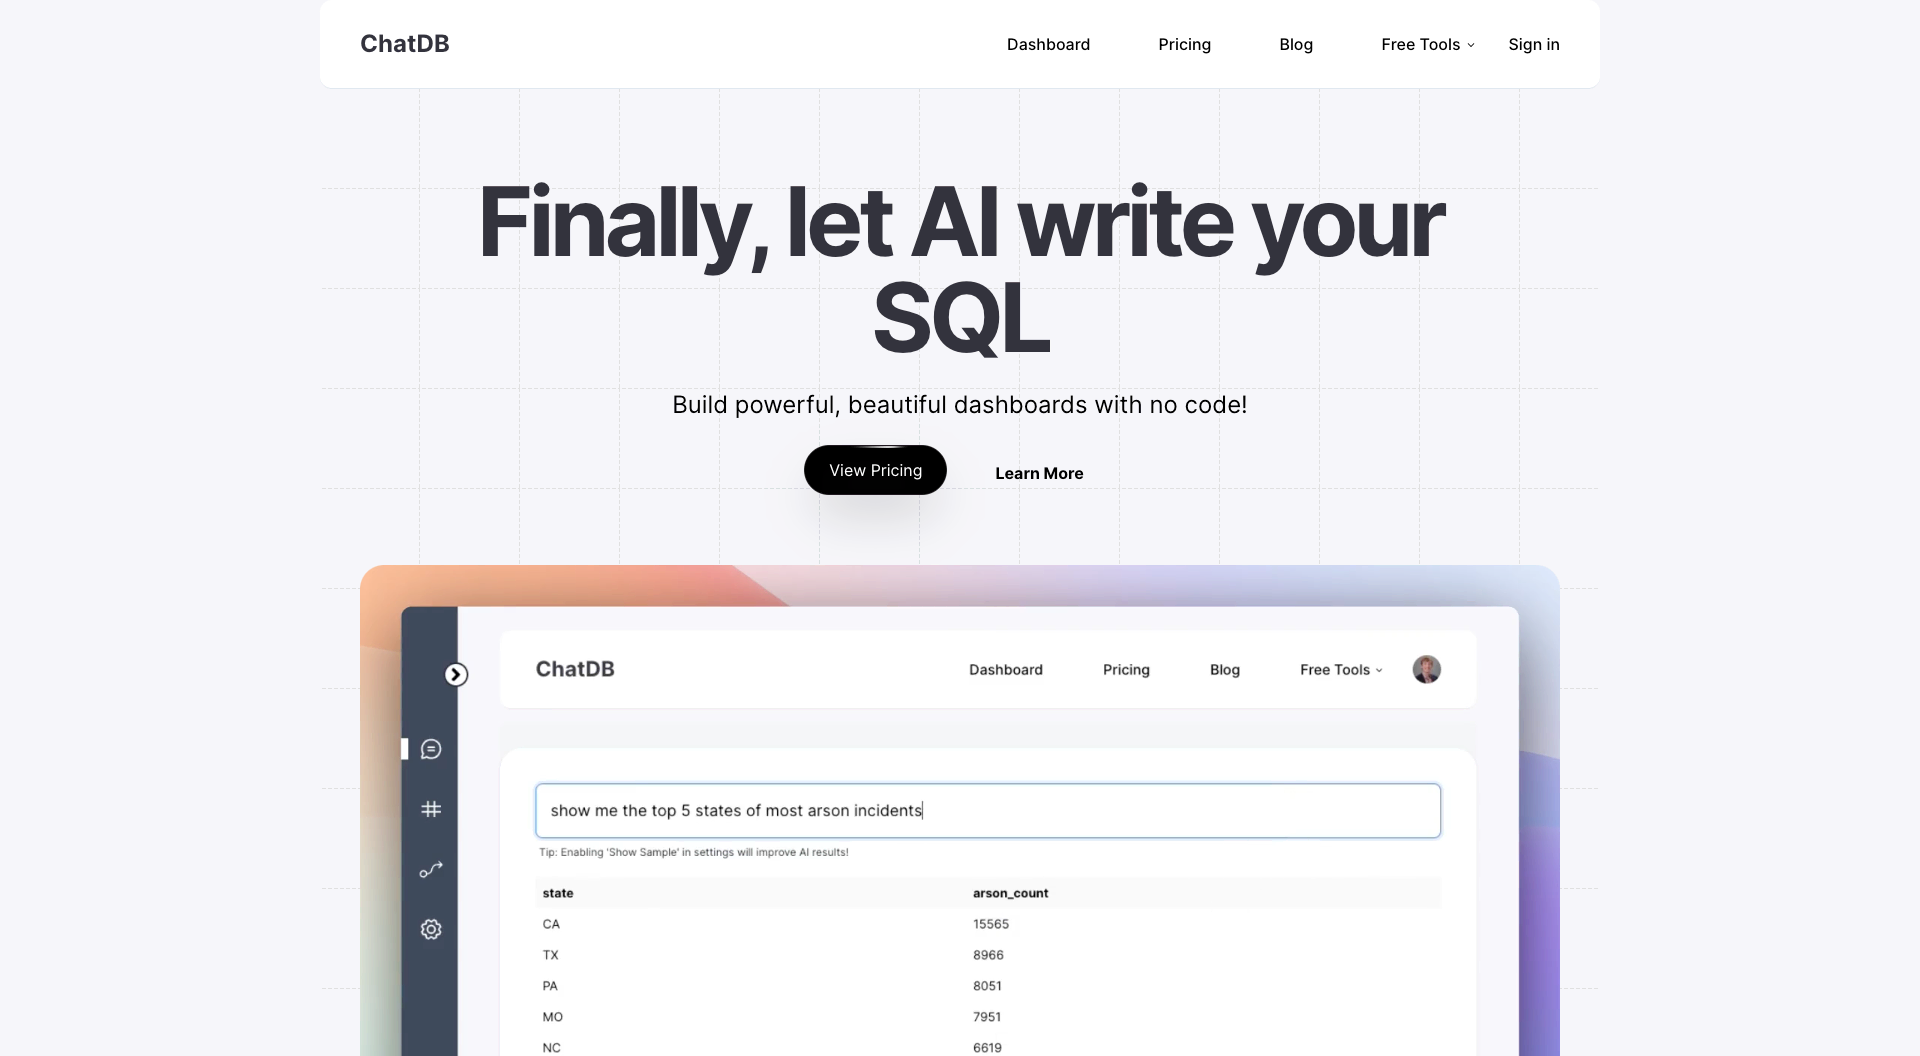 ChatDB
Dashboard Pricing Blog Free Tools Sign in
Finally, let AI write your
SQL
Build powerful, beautiful dashboards with no code!
View Pricing Learn More
ChatDB
Dashboard Pricing Blog Free Tools
show me the top 5 states of most arson incidents
Tip: Enabling 'Show Sample' in settings will improve AI results!
state arson_count
CA 15565
TX 8966
PA 8051
MO 7951
NC 6619